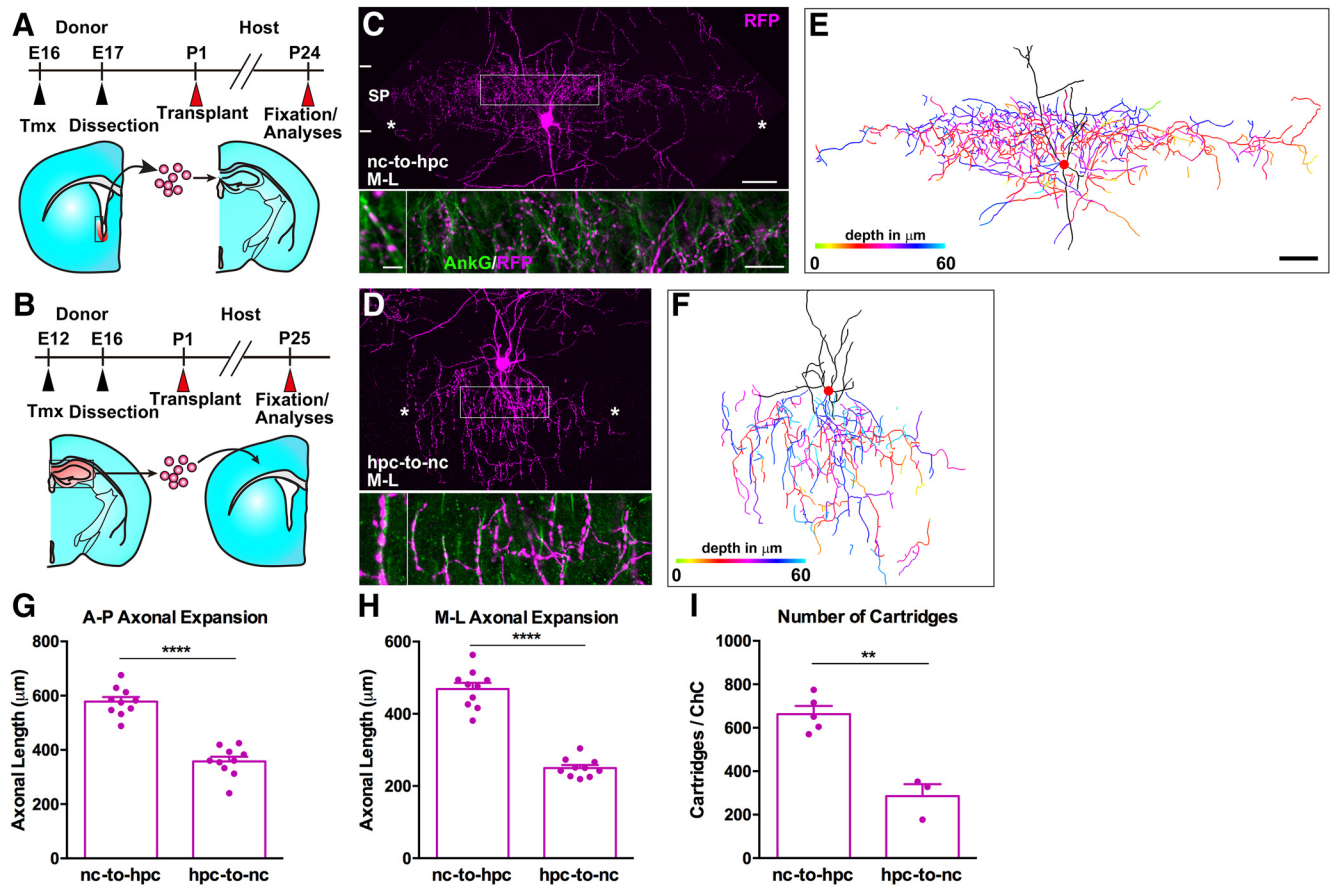 A
Donor Host
E16 E17 P1 P24
Tmx Dissection Transplant Fixation/
Analyses
B
Donor Host
E12 E16 P1 P25
Tmx Dissection Transplant Fixation/
Analyses
C
RFP
SP
*
*
nc-to-hpc
M-L
AnkG/RFP
D
*
*
hpc-to-nc
M-L
E
depth in μm
0 60
F
depth in μm
0 60
G
A-P Axonal Expansion
****
Axonal Length (μm)
800
600
400
200
0
nc-to-hpc hpc-to-nc
H
M-L Axonal Expansion
****
Axonal Length (μm)
600
400
200
0
nc-to-hpc hpc-to-nc
I
Number of Cartridges
**
Cartridges / ChC
1000
800
600
400
200
0
nc-to-hpc hpc-to-nc